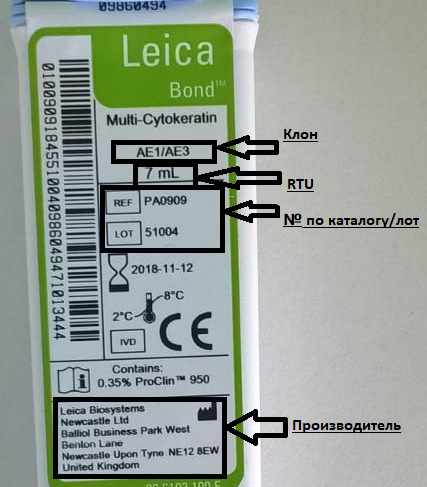 09860494
Leica
Bond™
Multi-Cytokeratin
AE1/AE3
Клон
7 mL
RTU
REF PA0909
№ по каталогу/лот
LOT 51004
2018-11-12
8°C
2°C
IVD
CE
Contains:
0.35% ProClin™ 950
Leica Biosystems
Newcastle Ltd
Balliol Business Park West
Benton Lane
Newcastle Upon Tyne NE12 8EW
United Kingdom
Производитель
01009091845510040986049471013444